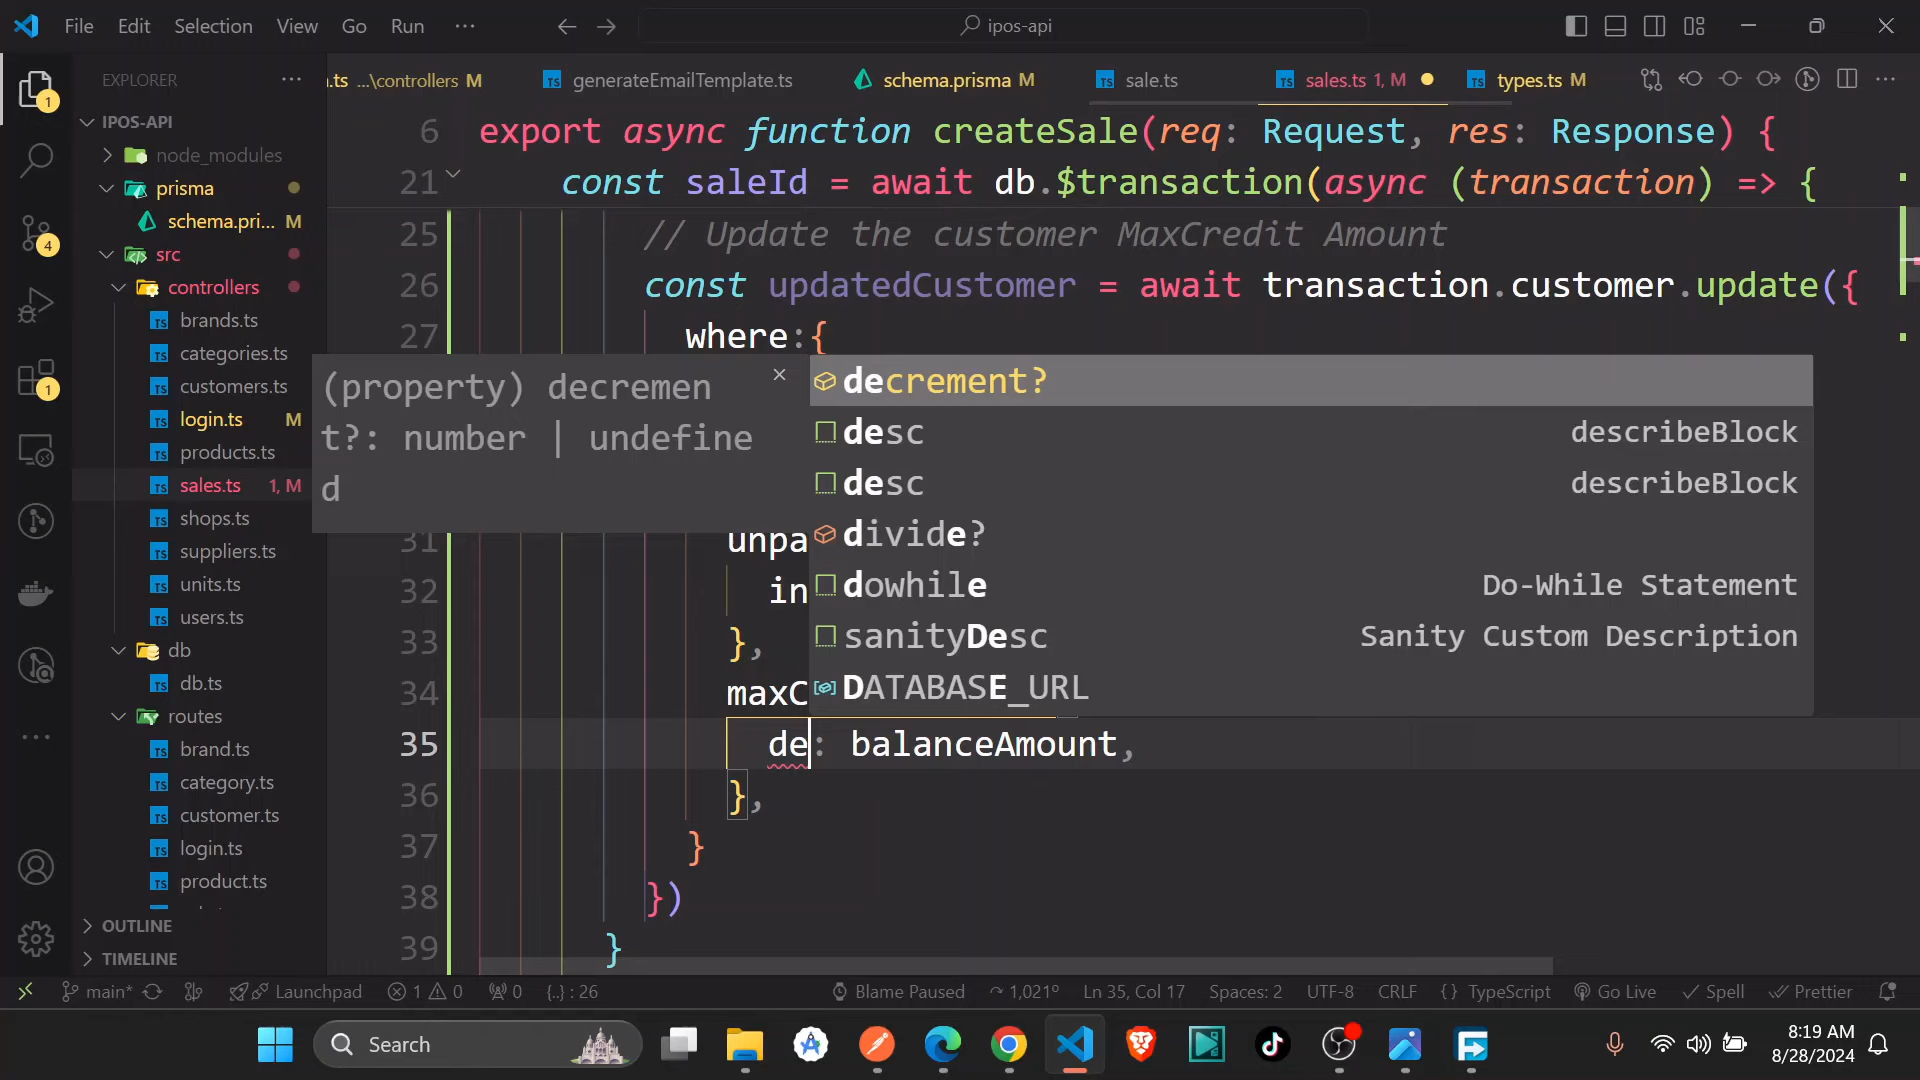 File Edit Selection View Go Run ··· ipos-api
EXPLORER ···
.ts ...\controllers M generateEmailTemplate.ts schema.prisma M sale.ts sales.ts 1, M types.ts M
IPOS-API
node_modules
prisma
schema.pri... M
src
controllers
brands.ts
categories.ts
customers.ts
login.ts M
products.ts
sales.ts 1, M
shops.ts
suppliers.ts
units.ts
users.ts
db
db.ts
routes
brand.ts
category.ts
customer.ts
login.ts
product.ts
OUTLINE
TIMELINE
1
4
1
6 export async function createSale(req: Request, res: Response) {
21 const saleId = await db.$transaction(async (transaction) => {
25 // Update the customer MaxCredit Amount
26 const updatedCustomer = await transaction.customer.update({
27 where:{
(property) decremen
t?: number | undefine
d
decrement?
desc describeBlock
desc describeBlock
divide?
dowhile Do-While Statement
sanityDesc Sanity Custom Description
DATABASE_URL
31 unpa
32 in
33 },
34 maxC
35 de: balanceAmount,
36 },
37 }
38 })
39 }
main* Launchpad 1 0 0 {..} : 26 Blame Paused 1,021º Ln 35, Col 17 Spaces: 2 UTF-8 CRLF {} TypeScript Go Live Spell Prettier
Search
8:19 AM
8/28/2024